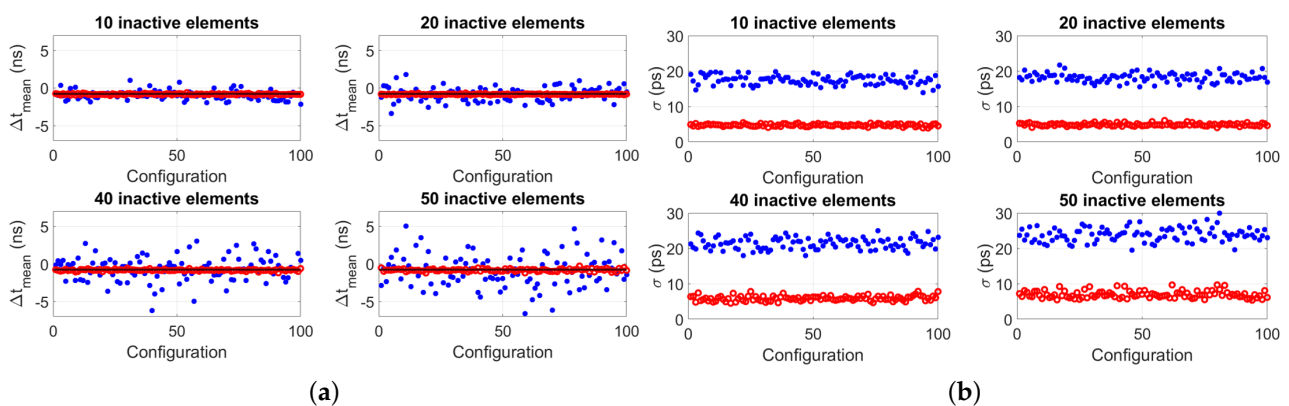 10 inactive elements
Δt_mean (ns)
5
0
-5
0 50 100
Configuration
20 inactive elements
Δt_mean (ns)
5
0
-5
0 50 100
Configuration
40 inactive elements
Δt_mean (ns)
5
0
-5
0 50 100
Configuration
50 inactive elements
Δt_mean (ns)
5
0
-5
0 50 100
Configuration
(a)
10 inactive elements
σ (ps)
30
20
10
0
0 50 100
Configuration
20 inactive elements
σ (ps)
30
20
10
0
0 50 100
Configuration
40 inactive elements
σ (ps)
30
20
10
0
0 50 100
Configuration
50 inactive elements
σ (ps)
30
20
10
0
0 50 100
Configuration
(b)